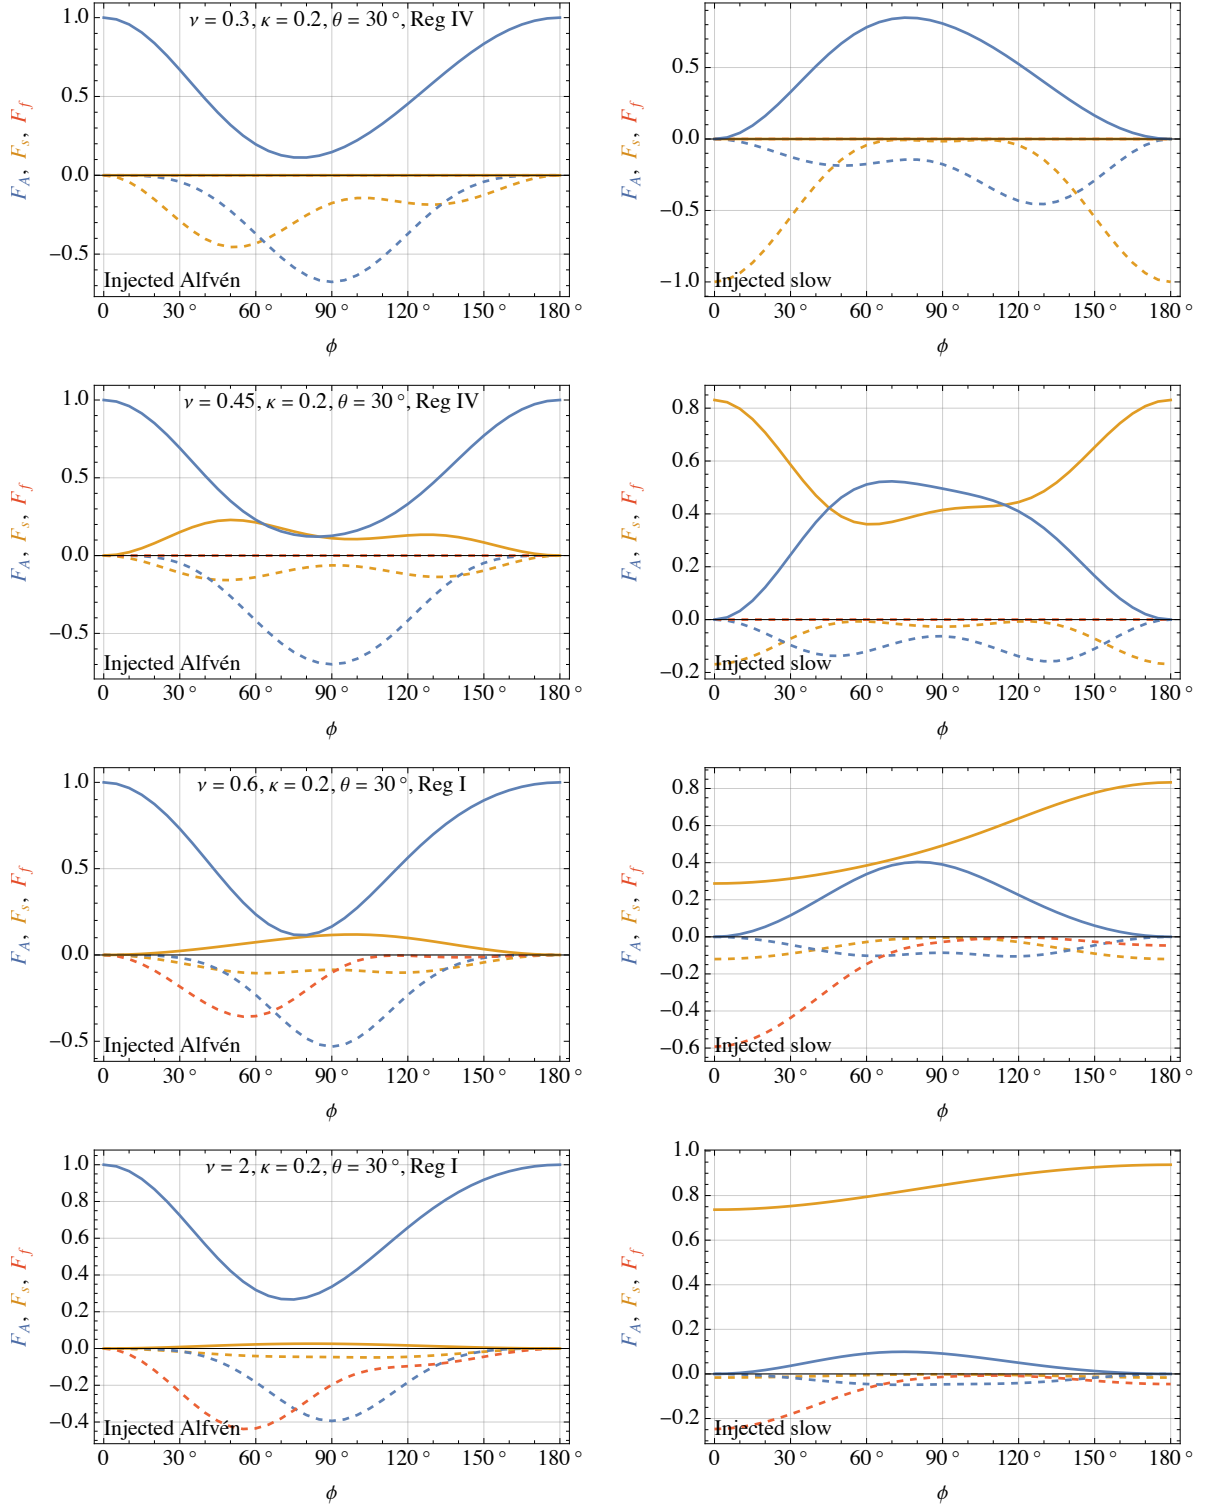 ν = 0.3, κ = 0.2, θ = 30 °, Reg IV
1.0
0.5
0.0
−0.5
F_A, F_s, F_f
Injected Alfvén
0 30 ° 60 ° 90 ° 120 ° 150 ° 180 °
ϕ
0.5
0.0
−0.5
−1.0
Injected slow
0 30 ° 60 ° 90 ° 120 ° 150 ° 180 °
ϕ
ν = 0.45, κ = 0.2, θ = 30 °, Reg IV
1.0
0.5
0.0
−0.5
F_A, F_s, F_f
Injected Alfvén
0 30 ° 60 ° 90 ° 120 ° 150 ° 180 °
ϕ
0.8
0.6
0.4
0.2
0.0
−0.2
F_A, F_s, F_f
Injected slow
0 30 ° 60 ° 90 ° 120 ° 150 ° 180 °
ϕ
ν = 0.6, κ = 0.2, θ = 30 °, Reg I
1.0
0.5
0.0
−0.5
F_A, F_s, F_f
Injected Alfvén
0 30 ° 60 ° 90 ° 120 ° 150 ° 180 °
ϕ
0.8
0.6
0.4
0.2
0.0
−0.2
−0.4
−0.6
F_A, F_s, F_f
Injected slow
0 30 ° 60 ° 90 ° 120 ° 150 ° 180 °
ϕ
ν = 2, κ = 0.2, θ = 30 °, Reg I
1.0
0.8
0.6
0.4
0.2
0.0
−0.2
−0.4
F_A, F_s, F_f
Injected Alfvén
0 30 ° 60 ° 90 ° 120 ° 150 ° 180 °
ϕ
1.0
0.8
0.6
0.4
0.2
0.0
−0.2
F_A, F_s, F_f
Injected slow
0 30 ° 60 ° 90 ° 120 ° 150 ° 180 °
ϕ